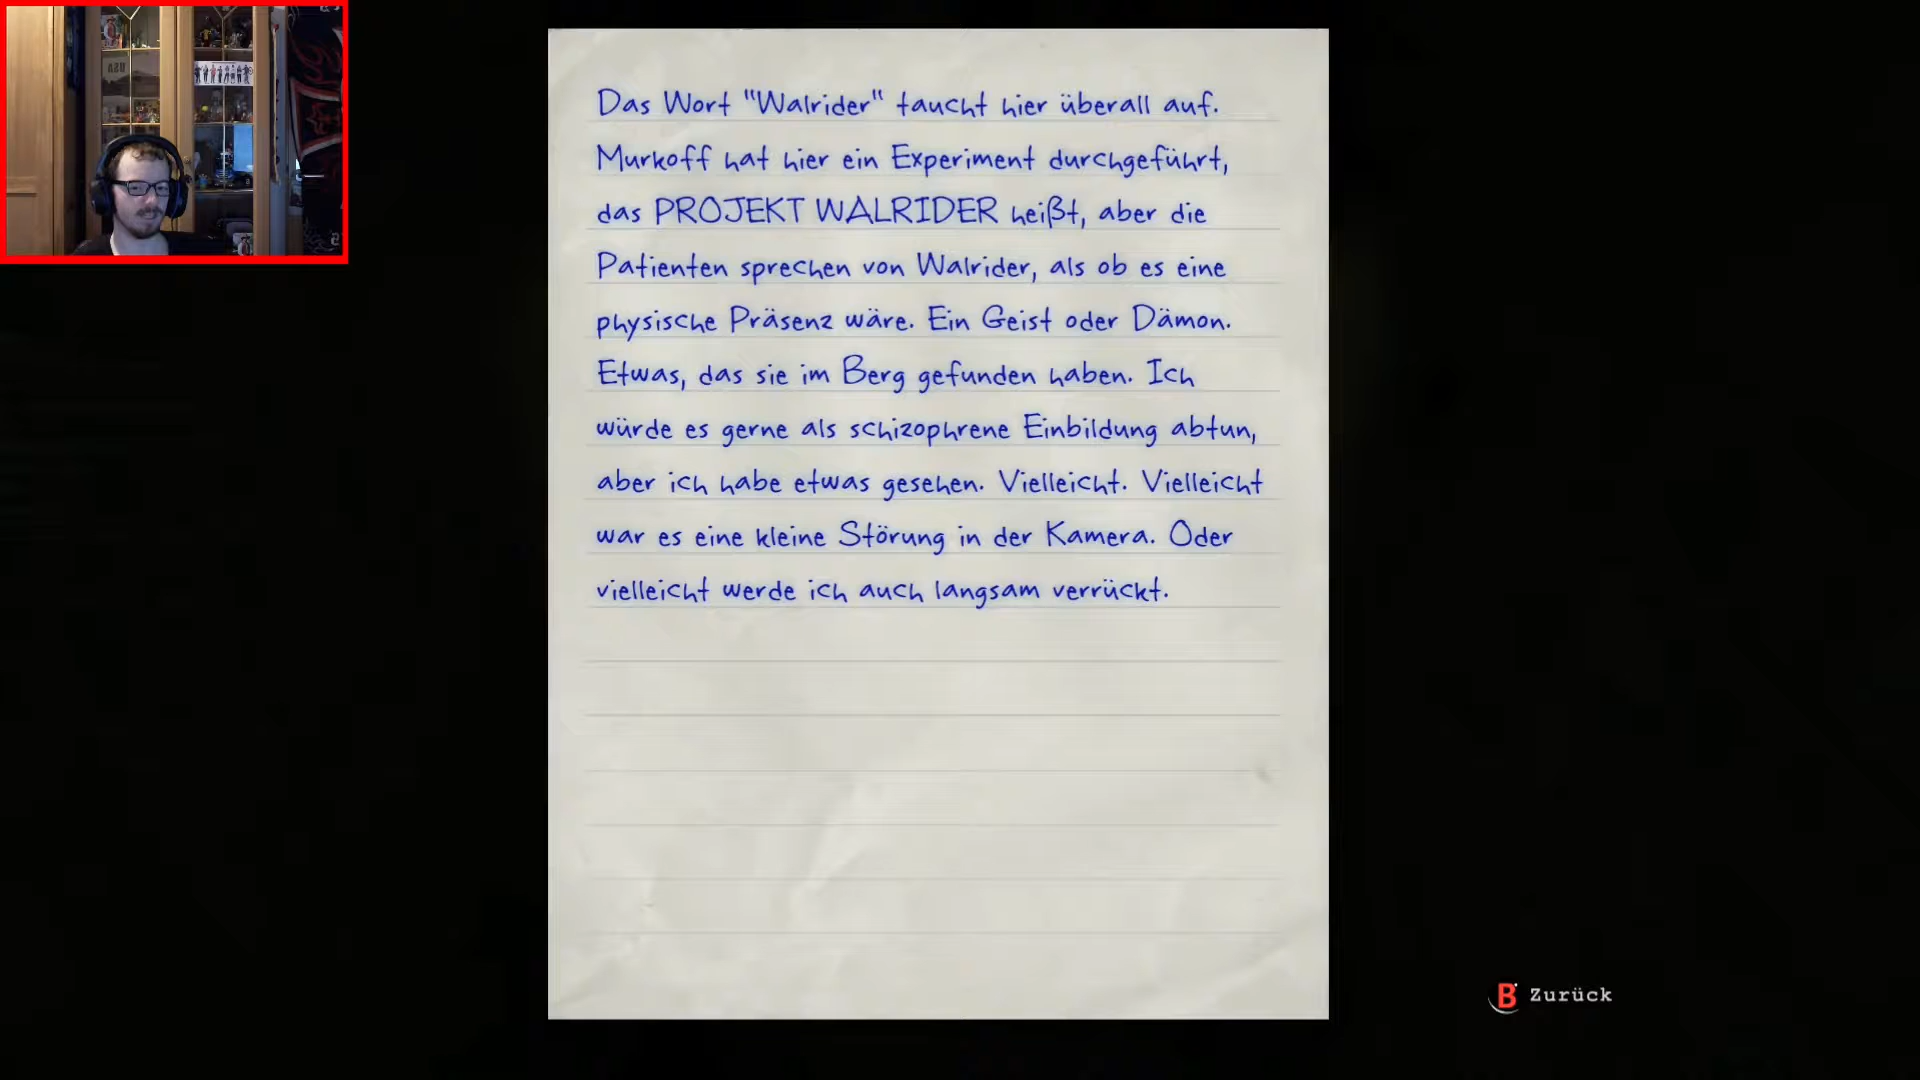 Das Wort "Walrider" taucht hier überall auf.
Murkoff hat hier ein Experiment durchgeführt,
das PROJEKT WALRIDER heißt, aber die
Patienten sprechen von Walrider, als ob es eine
physische Präsenz wäre. Ein Geist oder Dämon.
Etwas, das sie im Berg gefunden haben. Ich
würde es gerne als schizophrene Einbildung abtun,
aber ich habe etwas gesehen. Vielleicht. Vielleicht
war es eine kleine Störung in der Kamera. Oder
vielleicht werde ich auch langsam verrückt.
B Zurück